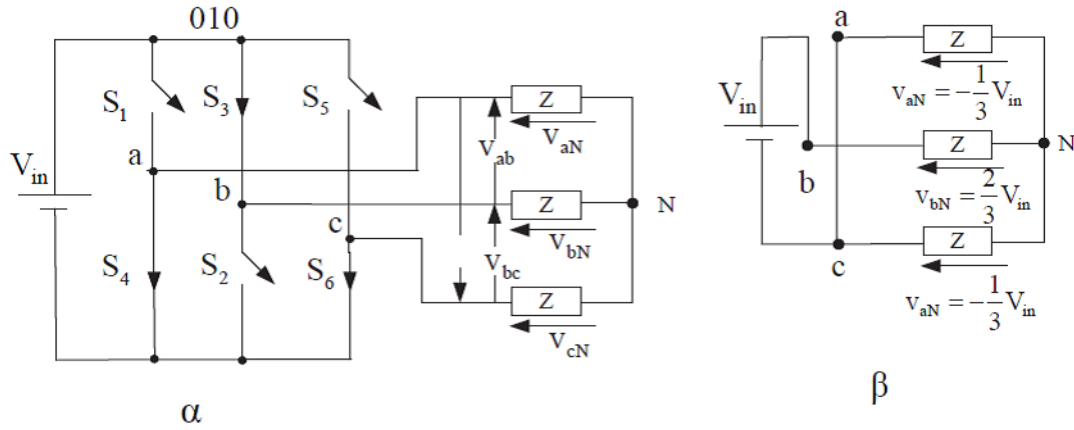 010
S1
S3
S5
Vin
a
b
c
S4
S2
S6
Vab
Vbc
Z
VaN
Z
VbN
Z
VcN
N
α
a
Vin
b
c
Z
vaN = -1/3 Vin
Z
vbN = 2/3 Vin
Z
vaN = -1/3 Vin
N
β